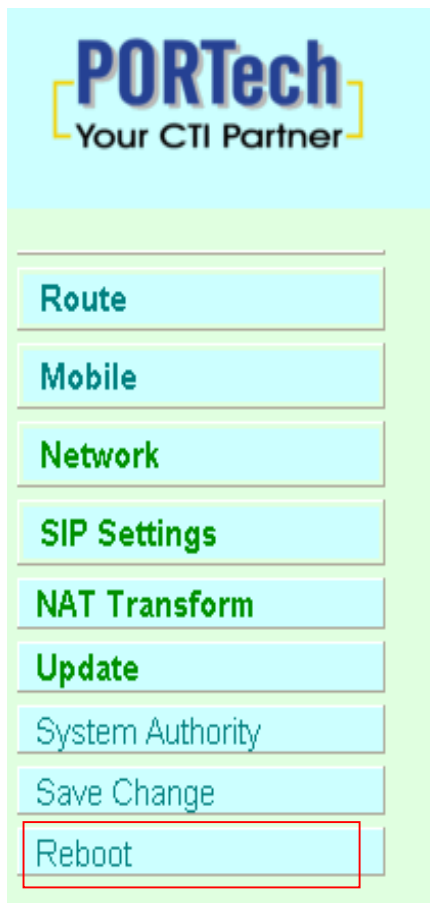 PORTech
Your CTI Partner
Route
Mobile
Network
SIP Settings
NAT Transform
Update
System Authority
Save Change
Reboot